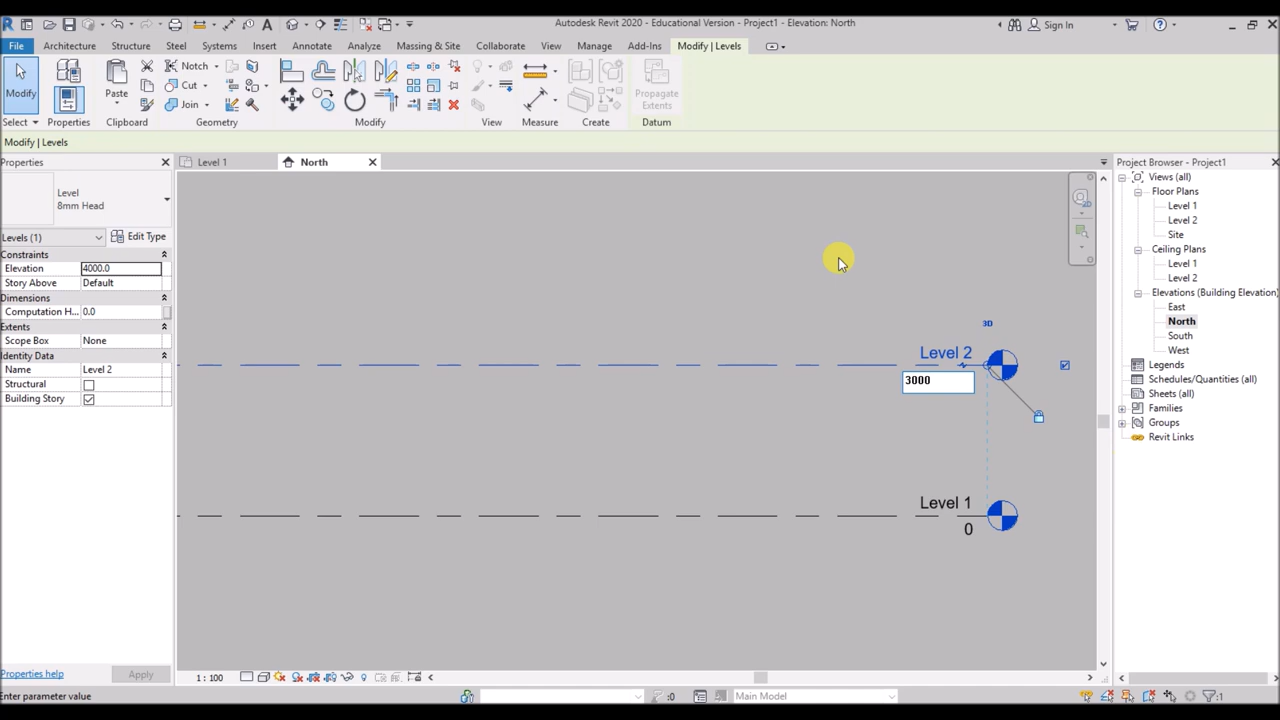 Autodesk Revit 2020 - Educational Version - Project1 - Elevation: North
Sign In
File Architecture Structure Steel Systems Insert Annotate Analyze Massing & Site Collaborate View Manage Add-Ins Modify | Levels
Modify
Paste
Notch
Cut
Join
Propagate
Extents
Select Properties Clipboard Geometry Modify View Measure Create Datum
Modify | Levels
Properties
Level 1
North
Project Browser - Project1
Level
8mm Head
Levels (1)
Edit Type
Constraints
Elevation 4000.0
Story Above Default
Dimensions
Computation H... 0.0
Extents
Scope Box None
Identity Data
Name Level 2
Structural
Building Story
Properties help
Apply
2D
3D
Level 2
3000
Level 1
0
Views (all)
Floor Plans
Level 1
Level 2
Site
Ceiling Plans
Level 1
Level 2
Elevations (Building Elevation)
East
North
South
West
Legends
Schedules/Quantities (all)
Sheets (all)
Families
Groups
Revit Links
1 : 100
Enter parameter value
:0
Main Model
:1